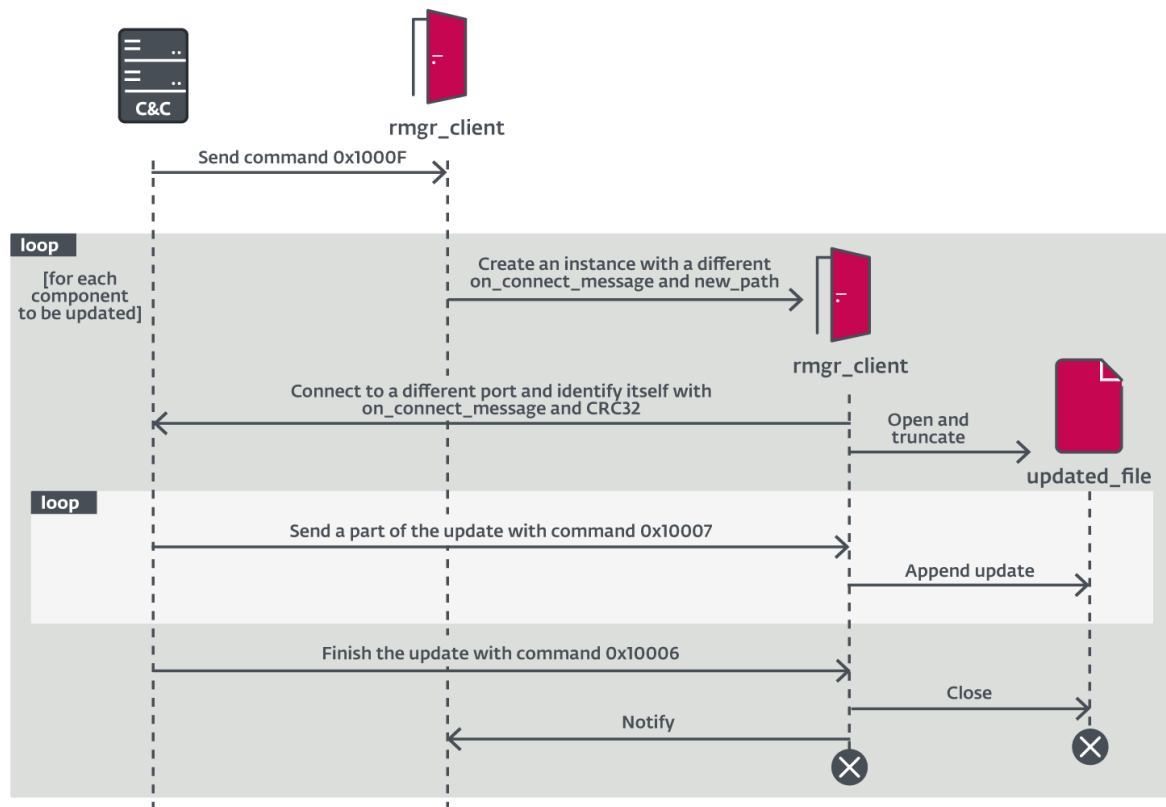 C&C
rmgr_client
Send command 0x1000F
loop
[for each
component
to be updated]
Create an instance with a different
on_connect_message and new_path
rmgr_client
Connect to a different port and identify itself with
on_connect_message and CRC32
Open and
truncate
updated_file
loop
Send a part of the update with command 0x10007
Append update
Finish the update with command 0x10006
Close
Notify